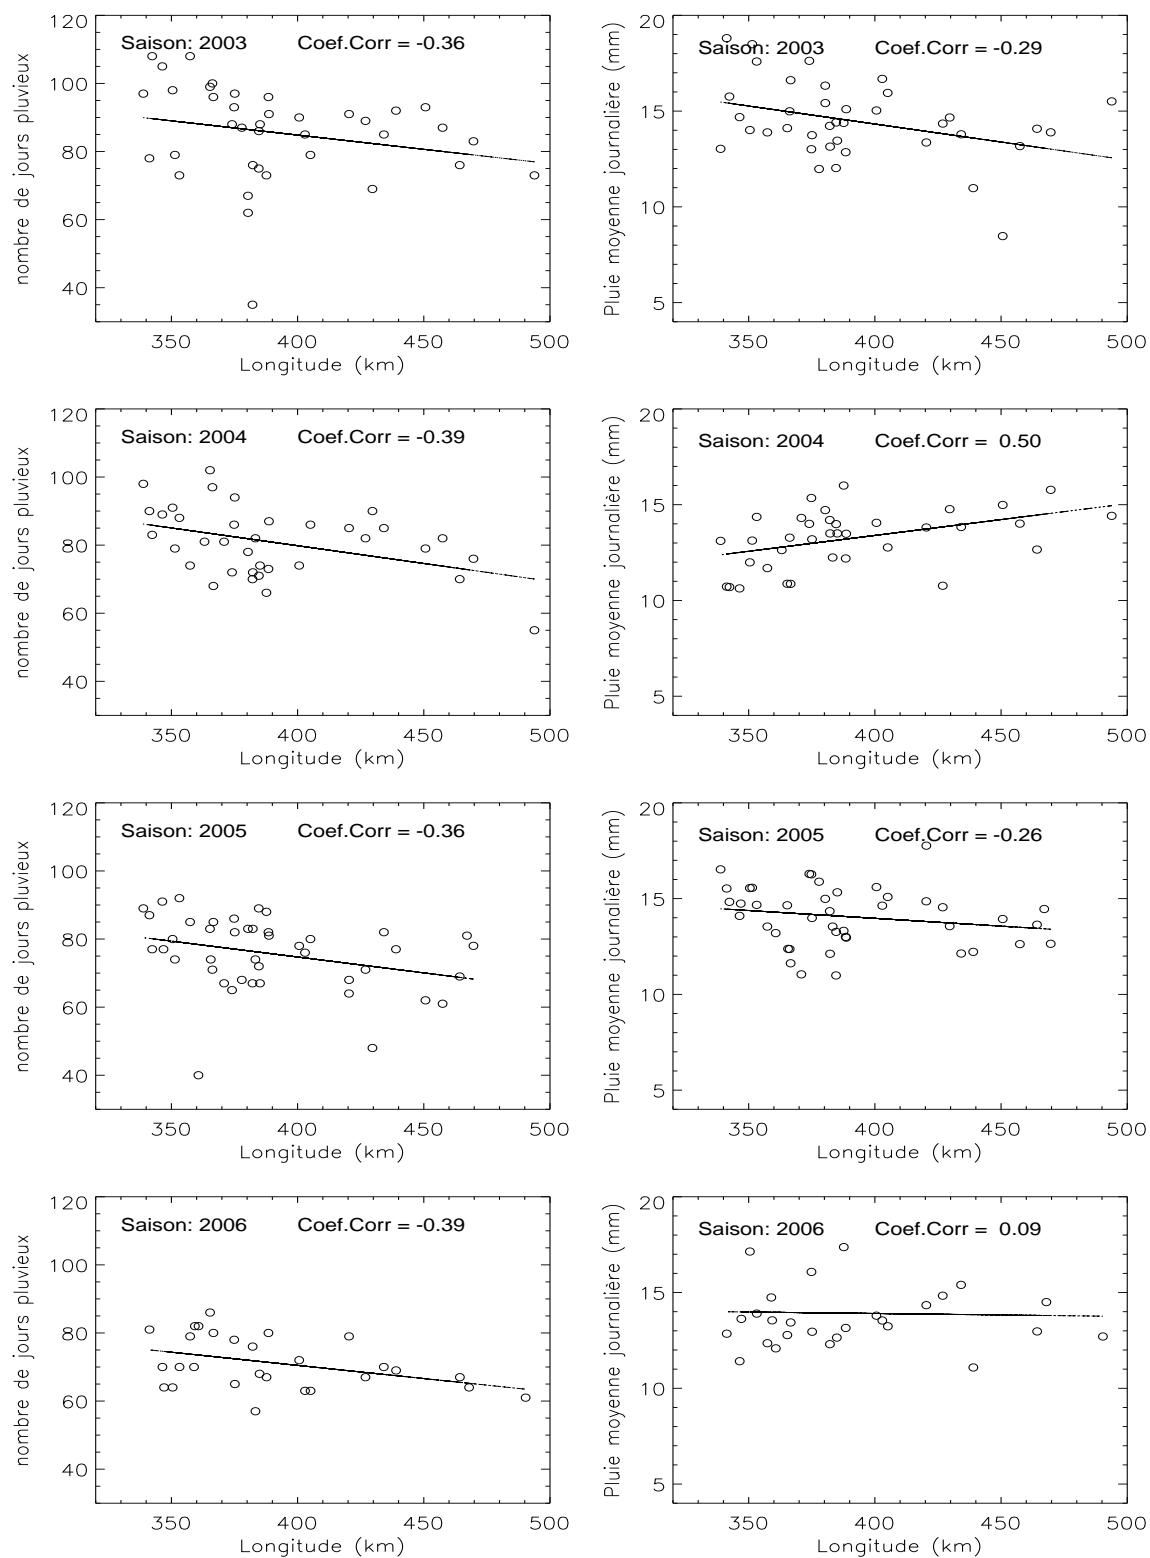 120
100
80
60
40
nombre de jours pluvieux
Saison: 2003 Coef.Corr = -0.36
350 400 450 500
Longitude (km)
20
15
10
5
Pluie moyenne journalière (mm)
Saison: 2003 Coef.Corr = -0.29
350 400 450 500
Longitude (km)
120
100
80
60
40
nombre de jours pluvieux
Saison: 2004 Coef.Corr = -0.39
350 400 450 500
Longitude (km)
20
15
10
5
Pluie moyenne journalière (mm)
Saison: 2004 Coef.Corr = 0.50
350 400 450 500
Longitude (km)
120
100
80
60
40
nombre de jours pluvieux
Saison: 2005 Coef.Corr = -0.36
350 400 450 500
Longitude (km)
20
15
10
5
Pluie moyenne journalière (mm)
Saison: 2005 Coef.Corr = -0.26
350 400 450 500
Longitude (km)
120
100
80
60
40
nombre de jours pluvieux
Saison: 2006 Coef.Corr = -0.39
350 400 450 500
Longitude (km)
20
15
10
5
Pluie moyenne journalière (mm)
Saison: 2006 Coef.Corr = 0.09
350 400 450 500
Longitude (km)